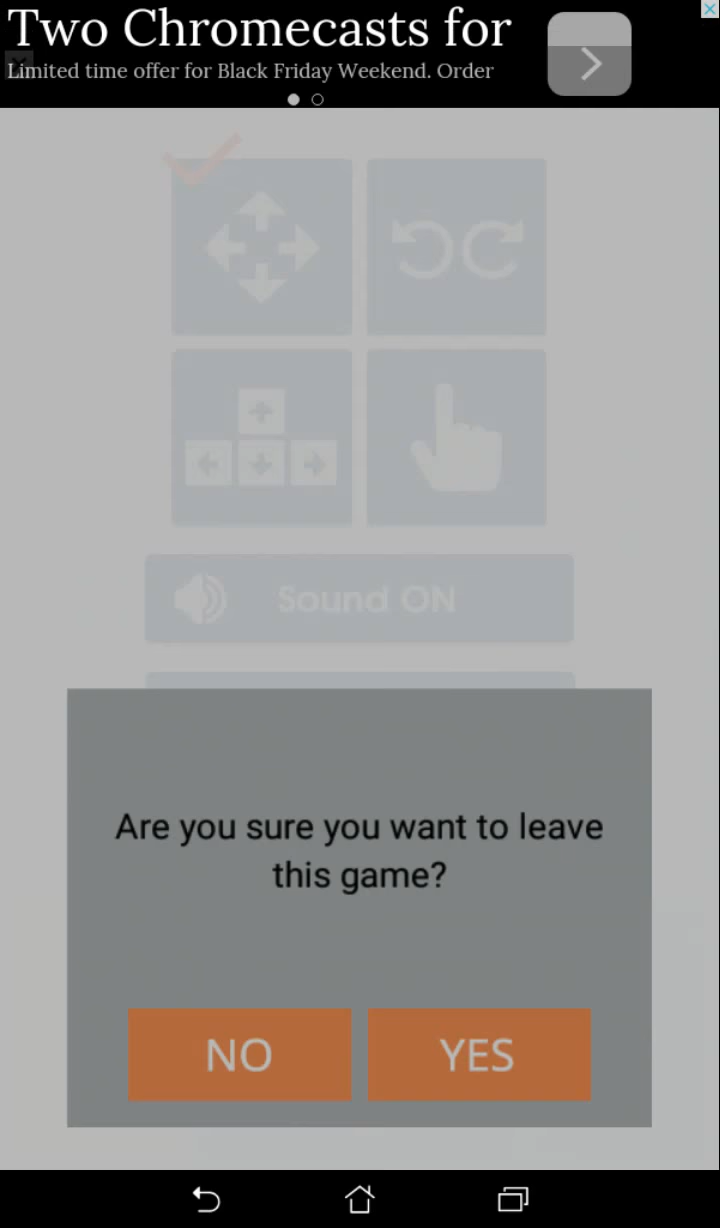 Two Chromecasts for
Limited time offer for Black Friday Weekend. Order
Sound ON
Are you sure you want to leave
this game?
NO
YES